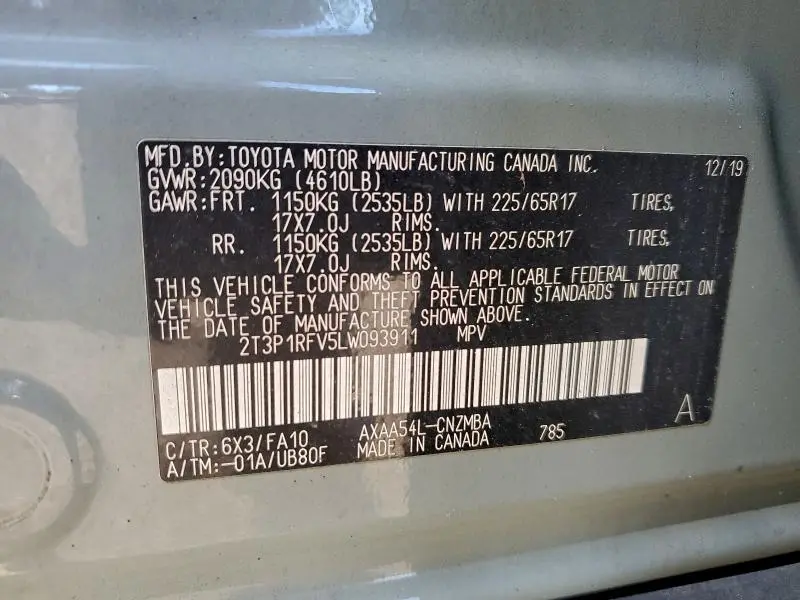 MFD.BY:TOYOTA MOTOR MANUFACTURING CANADA INC. 12/19
GVWR:2090KG (4610LB)
GAWR:FRT. 1150KG (2535LB) WITH 225/65R17 TIRES,
17X7.0J RIMS.
RR. 1150KG (2535LB) WITH 225/65R17 TIRES,
17X7.0J RIMS.
THIS VEHICLE CONFORMS TO ALL APPLICABLE FEDERAL MOTOR
VEHICLE SAFETY AND THEFT PREVENTION STANDARDS IN EFFECT ON
THE DATE OF MANUFACTURE SHOWN ABOVE.
2T3P1RFV5LW093911 MPV
C/TR:6X3/FA10 AXAA54L-CNZMBA A
A/TM:-01A/UB80F MADE IN CANADA 785